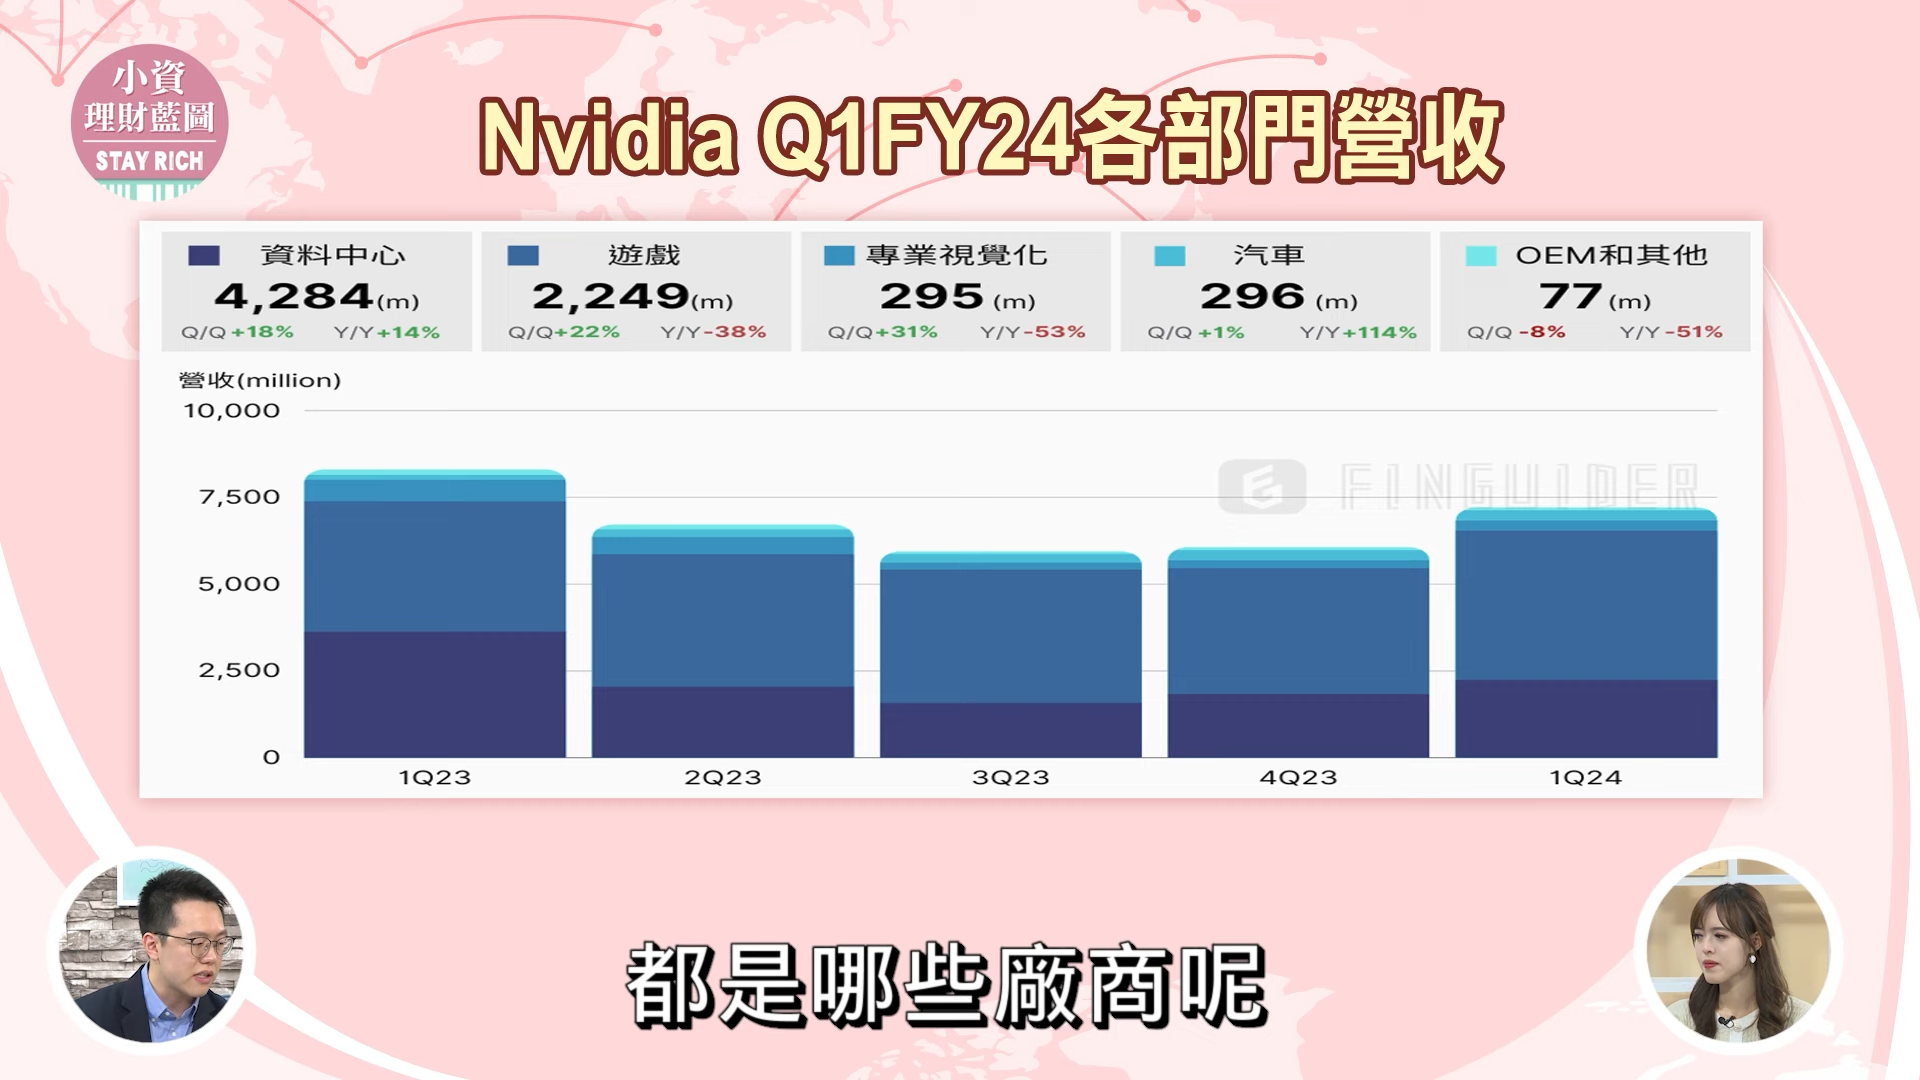 小資
理財藍圖
STAY RICH
Nvidia Q1FY24各部門營收
資料中心
4,284(m)
Q/Q +18% Y/Y +14%
遊戲
2,249(m)
Q/Q +22% Y/Y -38%
專業視覺化
295 (m)
Q/Q +31% Y/Y -53%
汽車
296 (m)
Q/Q +1% Y/Y +114%
OEM和其他
77 (m)
Q/Q -8% Y/Y -51%
營收(million)
10,000
7,500
5,000
2,500
0
FINGUIDER
1Q23 2Q23 3Q23 4Q23 1Q24
都是哪些廠商呢